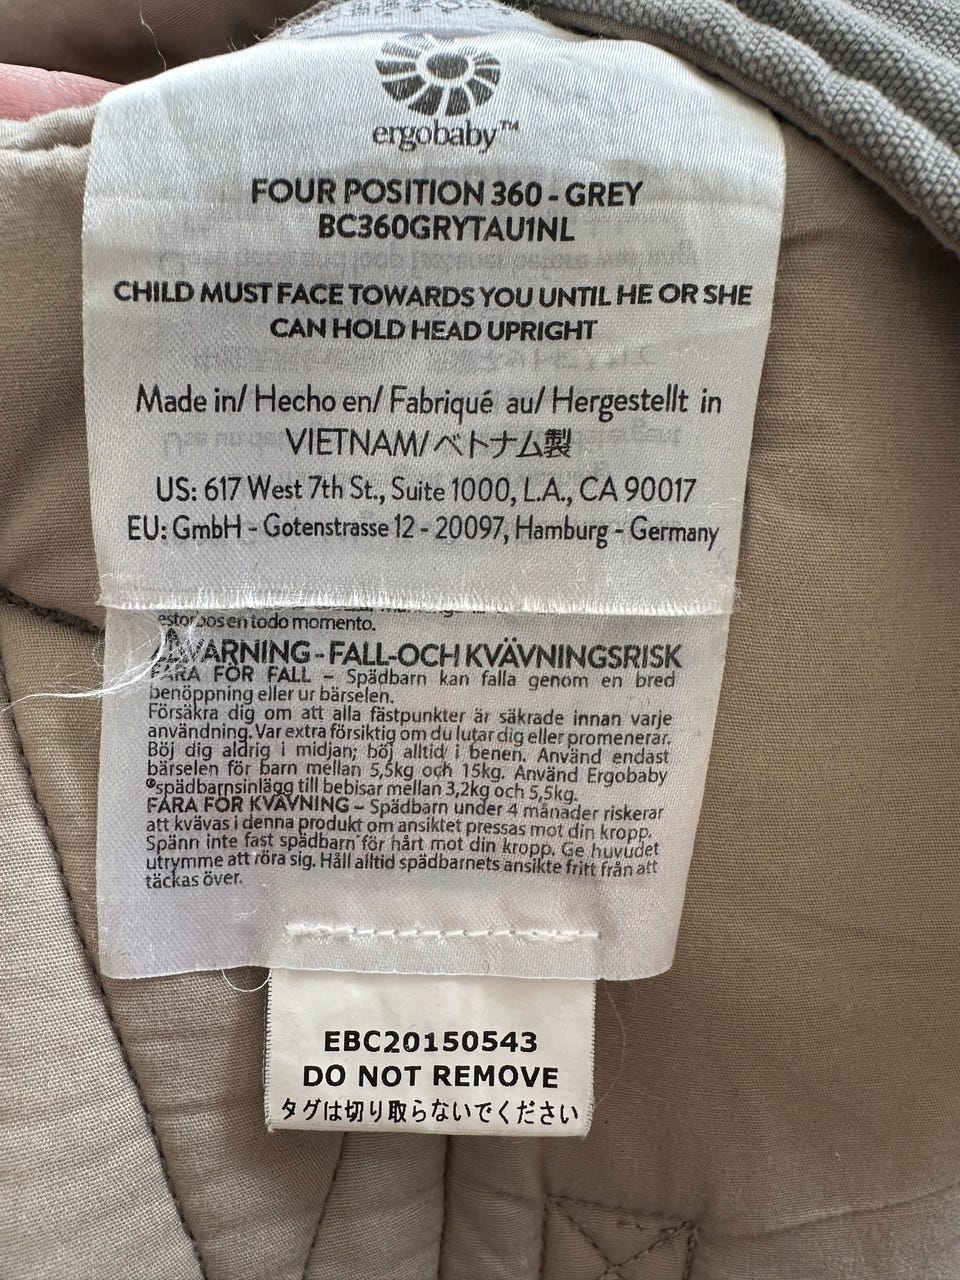 ergobaby™
FOUR POSITION 360 - GREY
BC360GRYTAU1NL
CHILD MUST FACE TOWARDS YOU UNTIL HE OR SHE
CAN HOLD HEAD UPRIGHT
Made in/ Hecho en/ Fabriqué au/ Hergestellt in
VIETNAM/ベトナム製
US: 617 West 7th St., Suite 1000, L.A., CA 90017
EU: GmbH - Gotenstrasse 12 - 20097, Hamburg - Germany
en todo momento.
VARNING - FALL-OCH KVÄVNINGSRISK
FARA FÖR FALL – Spädbarn kan falla genom en bred
benöppning eller ur bärselen.
Försäkra dig om att alla fästpunkter är säkrade innan varje
användning. Var extra försiktig om du lutar dig eller promenerar.
Böj dig aldrig i midjan; böj alltid i benen. Använd endast
bärselen för barn mellan 5,5kg och 15kg. Använd Ergobaby
®spädbarnsinlägg till bebisar mellan 3,2kg och 5,5kg.
FARA FÖR KVÄVNING – Spädbarn under 4 månader riskerar
att kvävas i denna produkt om ansiktet pressas mot din kropp.
Spänn inte fast spädbarn för hårt mot din kropp. Ge huvudet
utrymme att röra sig. Håll alltid spädbarnets ansikte fritt från att
täckas över.
EBC20150543
DO NOT REMOVE
タグは切り取らないでください